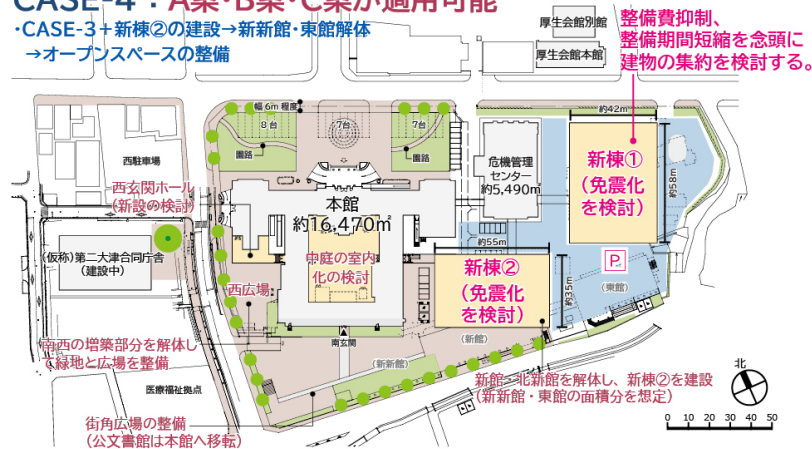 CASE-4：A案・B案・C案が適用可能
・CASE-3＋新棟②の建設→新新館・東館解体
→オープンスペースの整備
厚生会館別館
厚生会館本館
整備費抑制、
整備期間短縮を念頭に
建物の集約を検討する。
幅6m程度
8台
7台
7台
園路
園路
約42m
西駐車場
西玄関ホール
（新設の検討）
危機管理
センター
約5,490㎡
新棟①
（免震化
を検討）
約58m
本館
約16,470㎡
(仮称)第二大津合同庁舎
（建設中）
中庭の室内
化の検討
約55m
新棟②
（免震化
を検討）
約35m
P
（東館）
西広場
南西の増築部分を解体し
て緑地と広場を整備
南玄関
（新館）
（新新館）
医療福祉拠点
新館・北新館を解体し、新棟②を建設
（新新館・東館の面積分を想定）
街角広場の整備
（公文書館は本館へ移転）
北
0 10 20 30 40 50